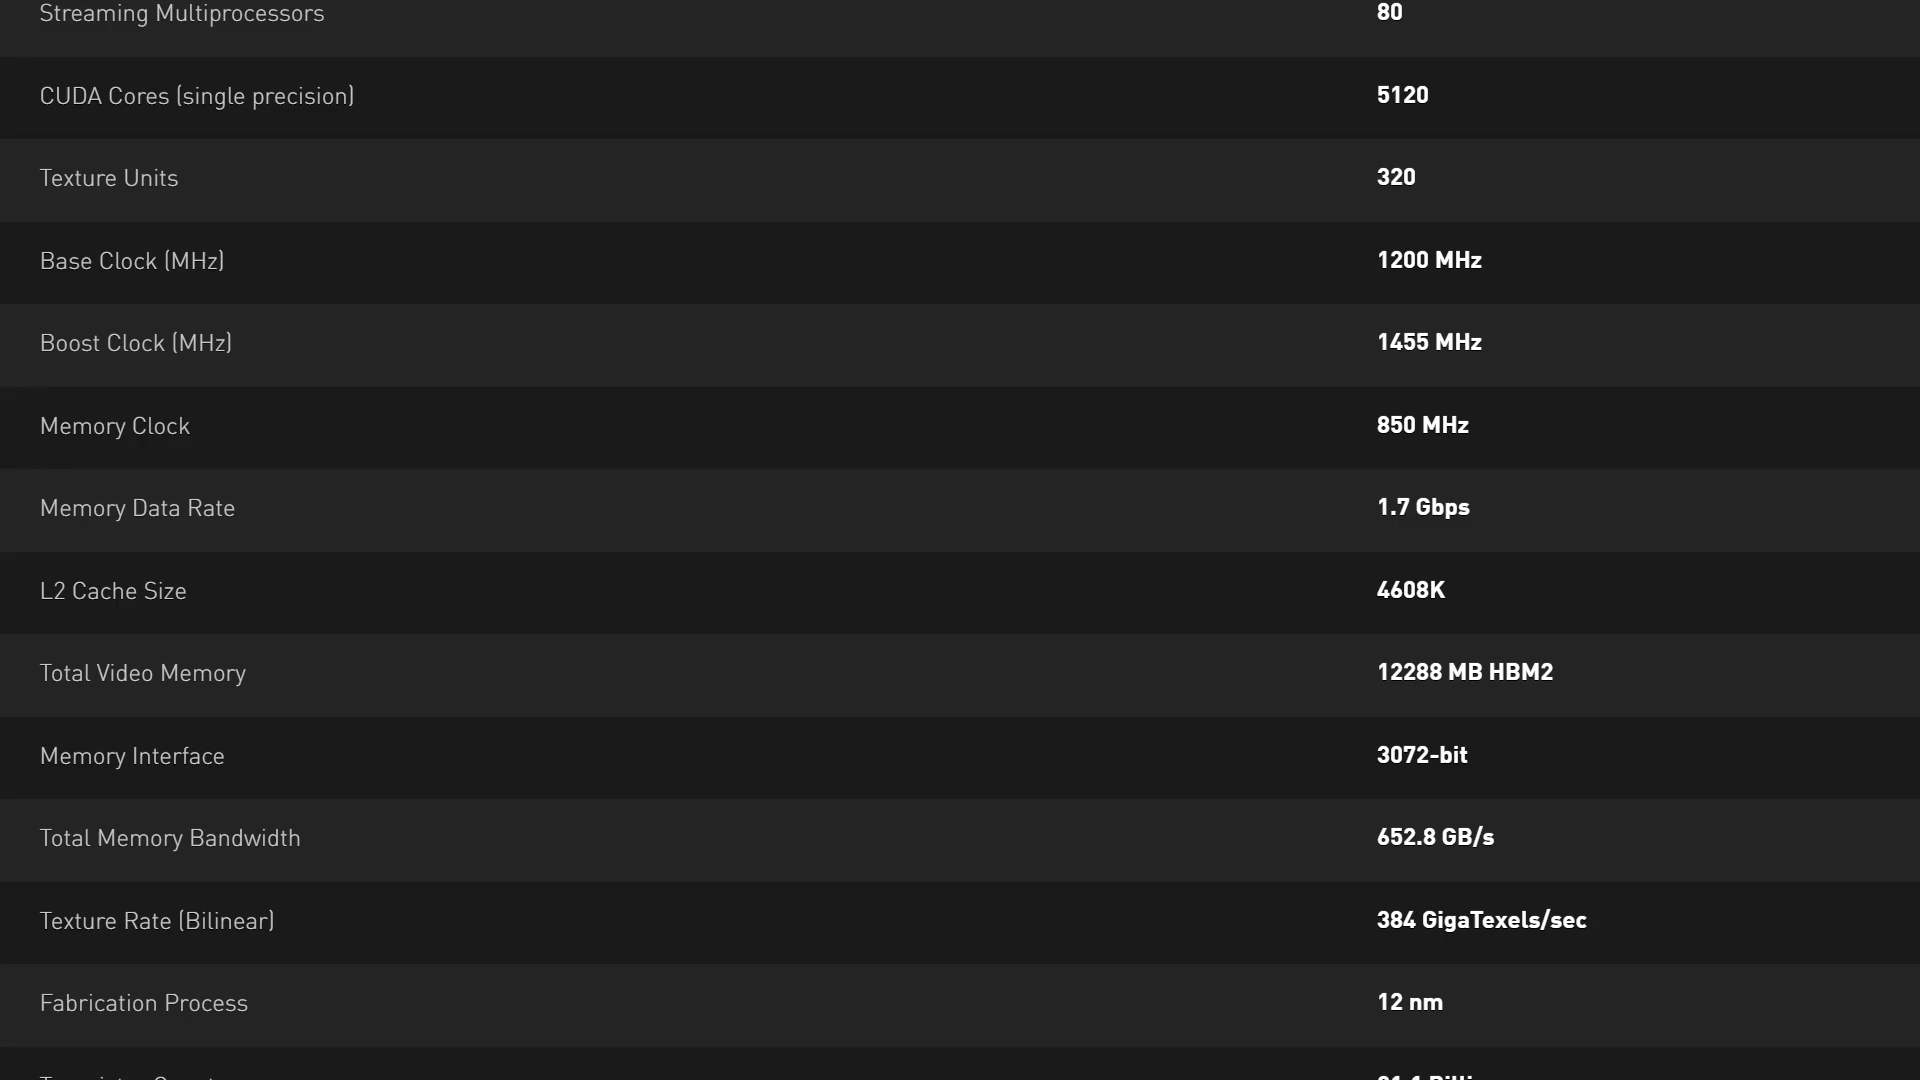 Streaming Multiprocessors 80
CUDA Cores (single precision) 5120
Texture Units 320
Base Clock (MHz) 1200 MHz
Boost Clock (MHz) 1455 MHz
Memory Clock 850 MHz
Memory Data Rate 1.7 Gbps
L2 Cache Size 4608K
Total Video Memory 12288 MB HBM2
Memory Interface 3072-bit
Total Memory Bandwidth 652.8 GB/s
Texture Rate (Bilinear) 384 GigaTexels/sec
Fabrication Process 12 nm